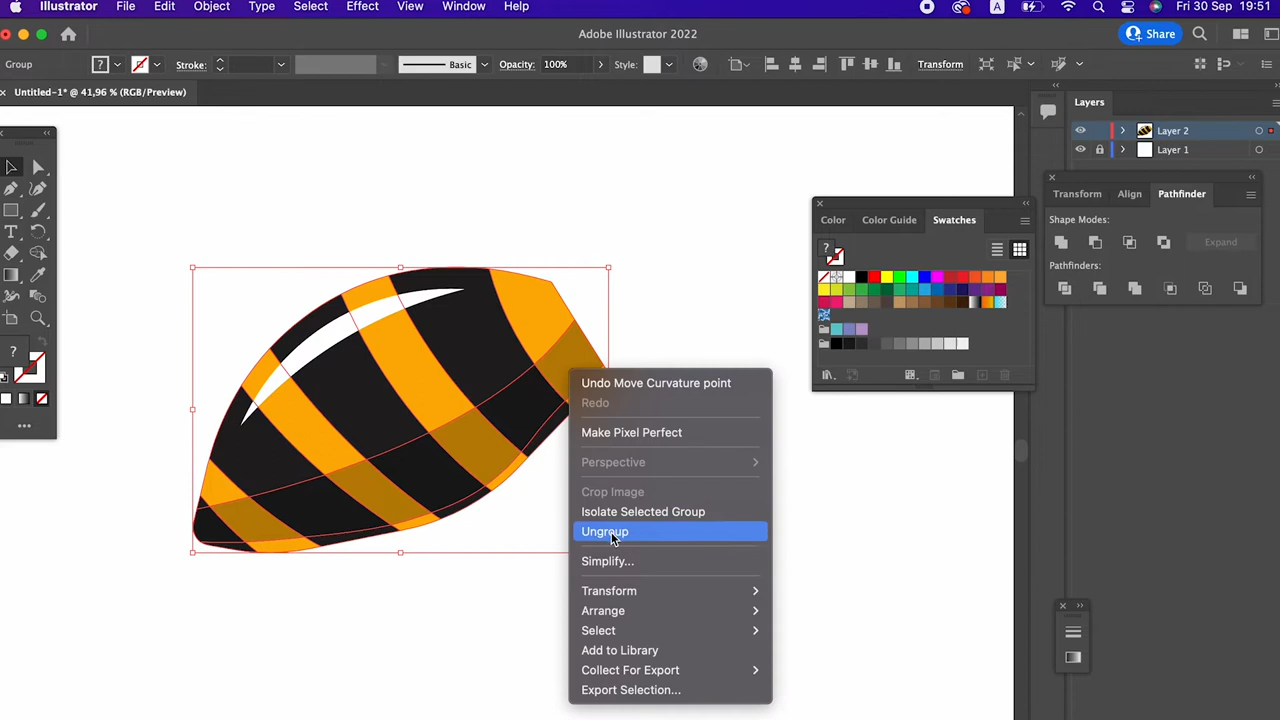 Illustrator File Edit Object Type Select Effect View Window Help A Fri 30 Sep 19:51
Adobe Illustrator 2022 Share
Group ? Stroke: Basic Opacity: 100% Style: Transform
Untitled-1* @ 41,96 % (RGB/Preview)
Layers
Layer 2
Layer 1
Transform Align Pathfinder
Shape Modes:
Expand
Pathfinders:
Color Color Guide Swatches
?
T
?
Undo Move Curvature point
Redo
Make Pixel Perfect
Perspective
Crop Image
Isolate Selected Group
Ungroup
Simplify...
Transform
Arrange
Select
Add to Library
Collect For Export
Export Selection...